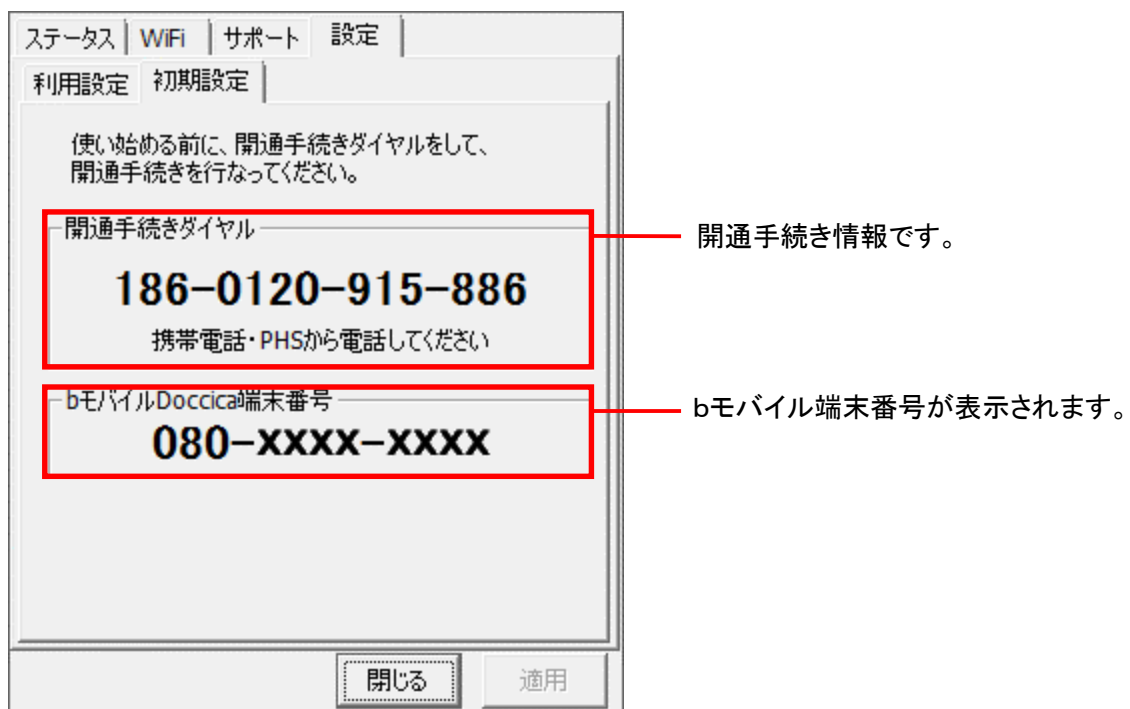 ステータス WiFi サポート 設定
利用設定 初期設定
使い始める前に、開通手続きダイヤルをして、
開通手続きを行なってください。
開通手続きダイヤル
186-0120-915-886
携帯電話・PHSから電話してください
開通手続き情報です。
bモバイルDoccica端末番号
080-xxxx-xxxx
bモバイル端末番号が表示されます。
閉じる 適用